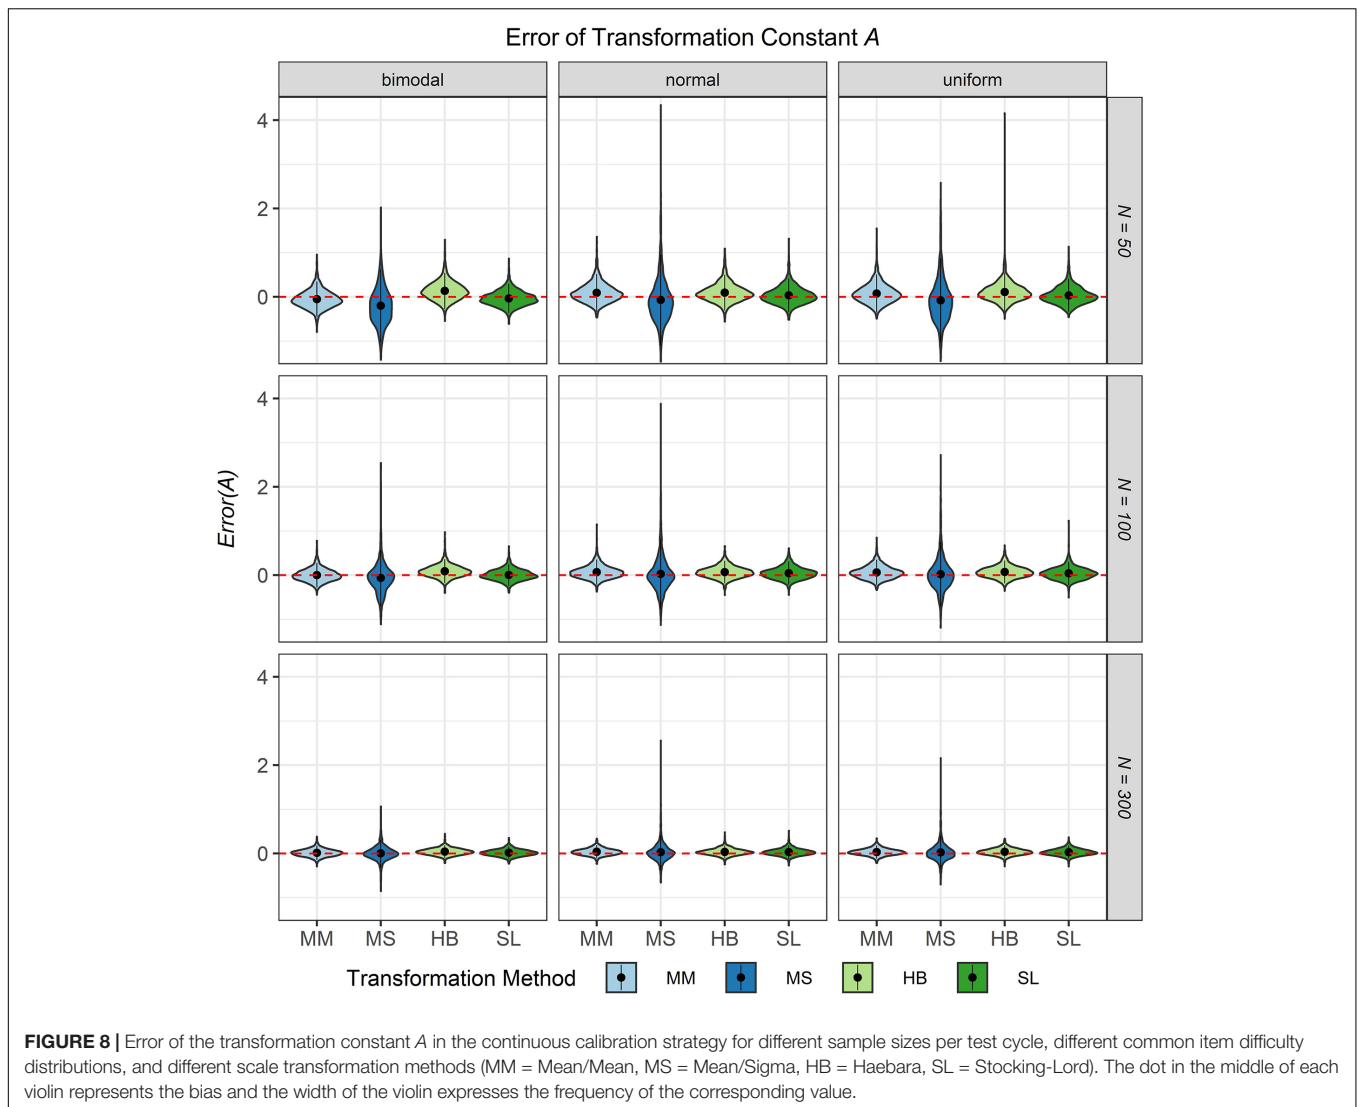 Error of Transformation Constant A
bimodal
normal
uniform
4
2
0
N = 50
4
2
0
N = 100
Error(A)
4
2
0
N = 300
MM MS HB SL MM MS HB SL MM MS HB SL
Transformation Method MM MS HB SL
FIGURE 8 | Error of the transformation constant A in the continuous calibration strategy for different sample sizes per test cycle, different common item difficulty
distributions, and different scale transformation methods (MM = Mean/Mean, MS = Mean/Sigma, HB = Haebara, SL = Stocking-Lord). The dot in the middle of each
violin represents the bias and the width of the violin expresses the frequency of the corresponding value.